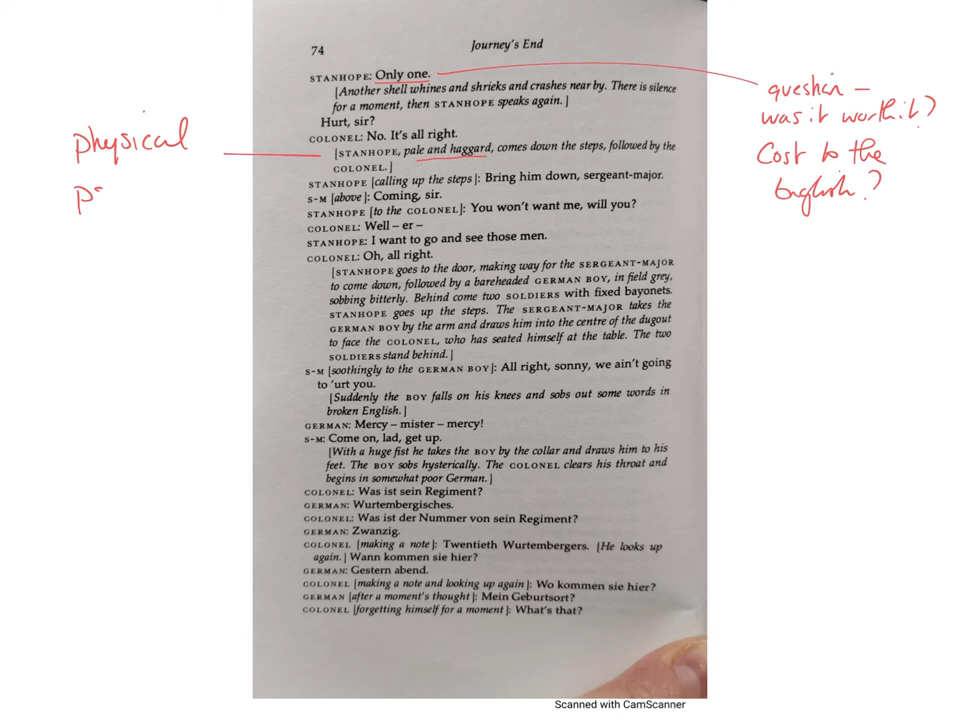 74
Journey's End
STANHOPE: Only one.
[Another shell whines and shrieks and crashes near by. There is silence
for a moment, then STANHOPE speaks again.]
Hurt, sir?
COLONEL: No. It's all right.
[STANHOPE, pale and haggard, comes down the steps, followed by the
COLONEL.]
STANHOPE [calling up the steps]: Bring him down, sergeant-major.
S-M [above]: Coming, sir.
STANHOPE [to the COLONEL]: You won't want me, will you?
COLONEL: Well – er –
STANHOPE: I want to go and see those men.
COLONEL: Oh, all right.
[STANHOPE goes to the door, making way for the SERGEANT-MAJOR
to come down, followed by a bareheaded GERMAN BOY, in field grey,
sobbing bitterly. Behind come two SOLDIERS with fixed bayonets.
STANHOPE goes up the steps. The SERGEANT-MAJOR takes the
GERMAN BOY by the arm and draws him into the centre of the dugout
to face the COLONEL, who has seated himself at the table. The two
SOLDIERS stand behind.]
S-M [soothingly to the GERMAN BOY]: All right, sonny, we ain't going
to 'urt you.
[Suddenly the BOY falls on his knees and sobs out some words in
broken English.]
GERMAN: Mercy – mister – mercy!
S-M: Come on, lad, get up.
[With a huge fist he takes the BOY by the collar and draws him to his
feet. The BOY sobs hysterically. The COLONEL clears his throat and
begins in somewhat poor German.]
COLONEL: Was ist sein Regiment?
GERMAN: Wurtembergisches.
COLONEL: Was ist der Nummer von sein Regiment?
GERMAN: Zwanzig.
COLONEL [making a note]: Twentieth Wurtembergers. [He looks up
again.] Wann kommen sie hier?
GERMAN: Gestern abend.
COLONEL [making a note and looking up again]: Wo kommen sie hier?
GERMAN [after a moment's thought]: Mein Geburtsort?
COLONEL [forgetting himself for a moment]: What's that?
physical
question –
was it worth it?
Cost to the
English?
Scanned with CamScanner